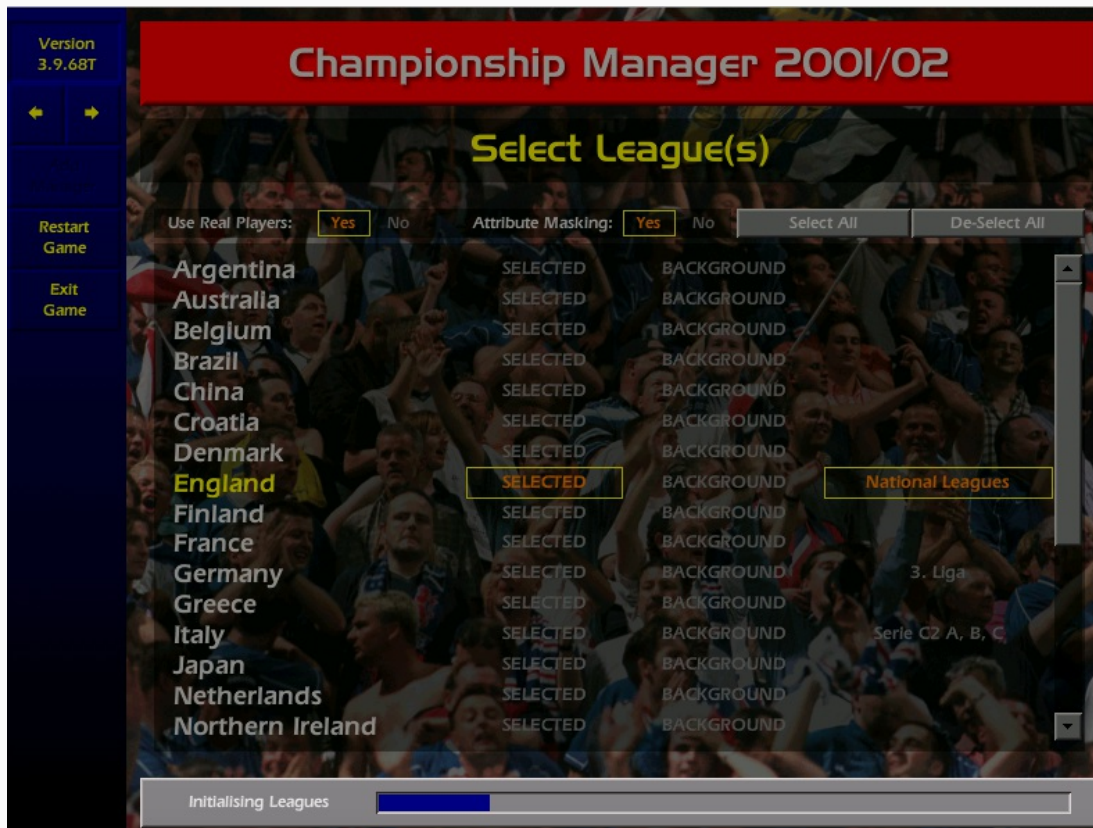 Version
3.9.68T
Championship Manager 2001/02
Select League(s)
Use Real Players: Yes No Attribute Masking: Yes No Select All De-Select All
Restart
Game
Exit
Game
Argentina SELECTED BACKGROUND
Australia SELECTED BACKGROUND
Belgium SELECTED BACKGROUND
Brazil SELECTED BACKGROUND
China SELECTED BACKGROUND
Croatia SELECTED BACKGROUND
Denmark SELECTED BACKGROUND
England SELECTED BACKGROUND National Leagues
Finland SELECTED BACKGROUND
France SELECTED BACKGROUND
Germany SELECTED BACKGROUND 3. Liga
Greece SELECTED BACKGROUND
Italy SELECTED BACKGROUND Serie C2 A, B, C
Japan SELECTED BACKGROUND
Netherlands SELECTED BACKGROUND
Northern Ireland SELECTED BACKGROUND
Initialising Leagues